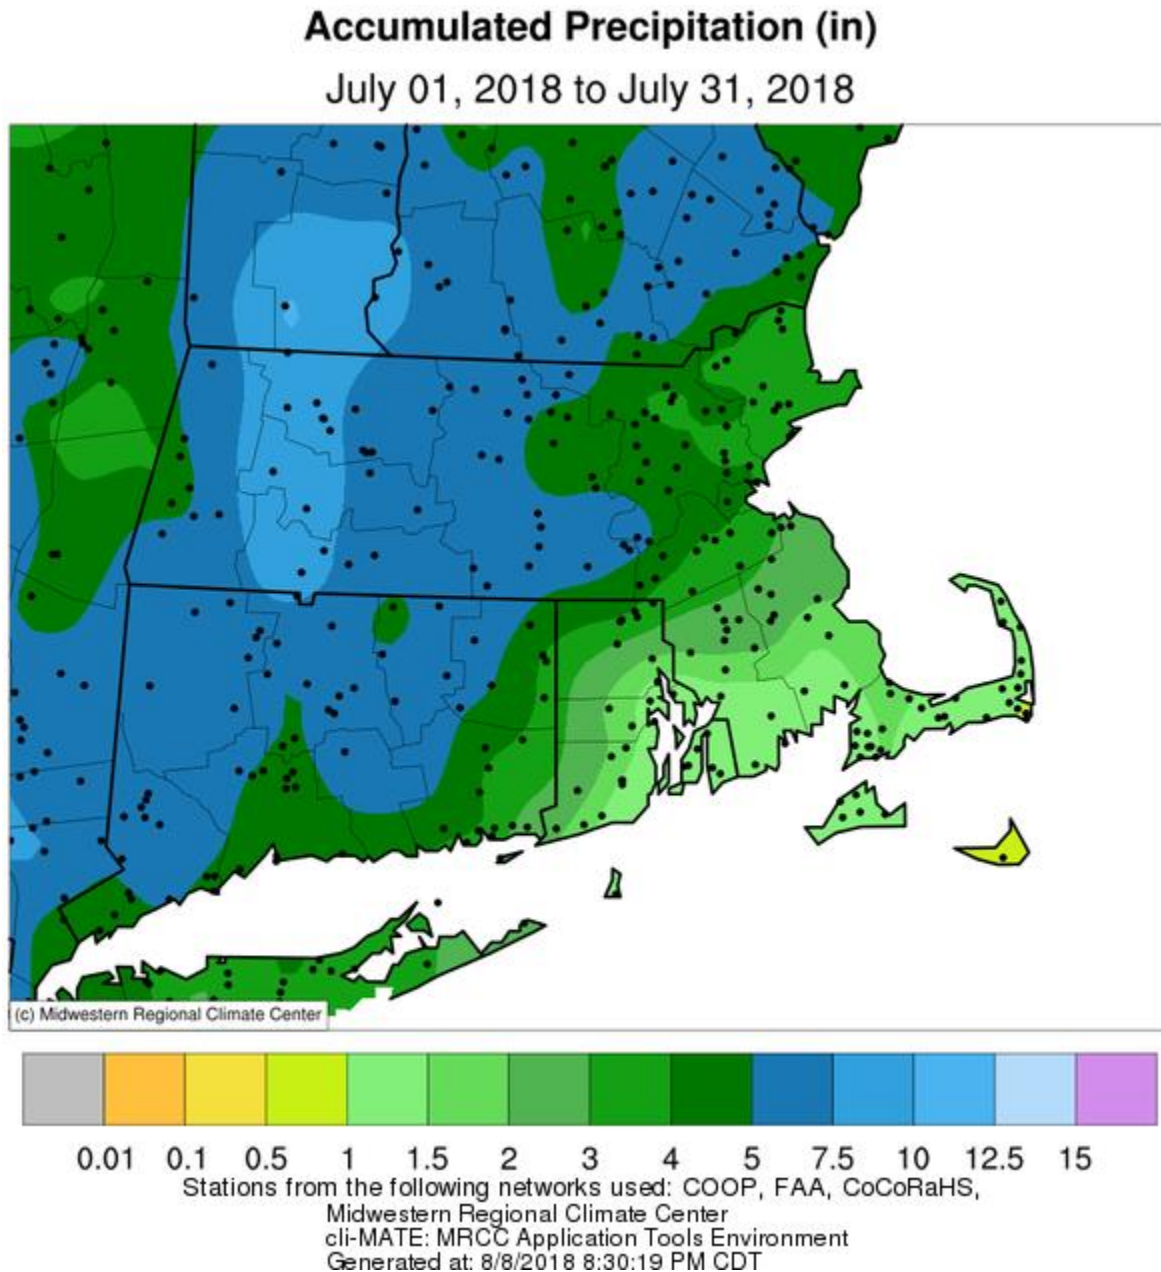 Accumulated Precipitation (in)
July 01, 2018 to July 31, 2018
(c) Midwestern Regional Climate Center
0.01 0.1 0.5 1 1.5 2 3 4 5 7.5 10 12.5 15
Stations from the following networks used: COOP, FAA, CoCoRaHS,
Midwestern Regional Climate Center
cli-MATE: MRCC Application Tools Environment
Generated at: 8/8/2018 8:30:19 PM CDT